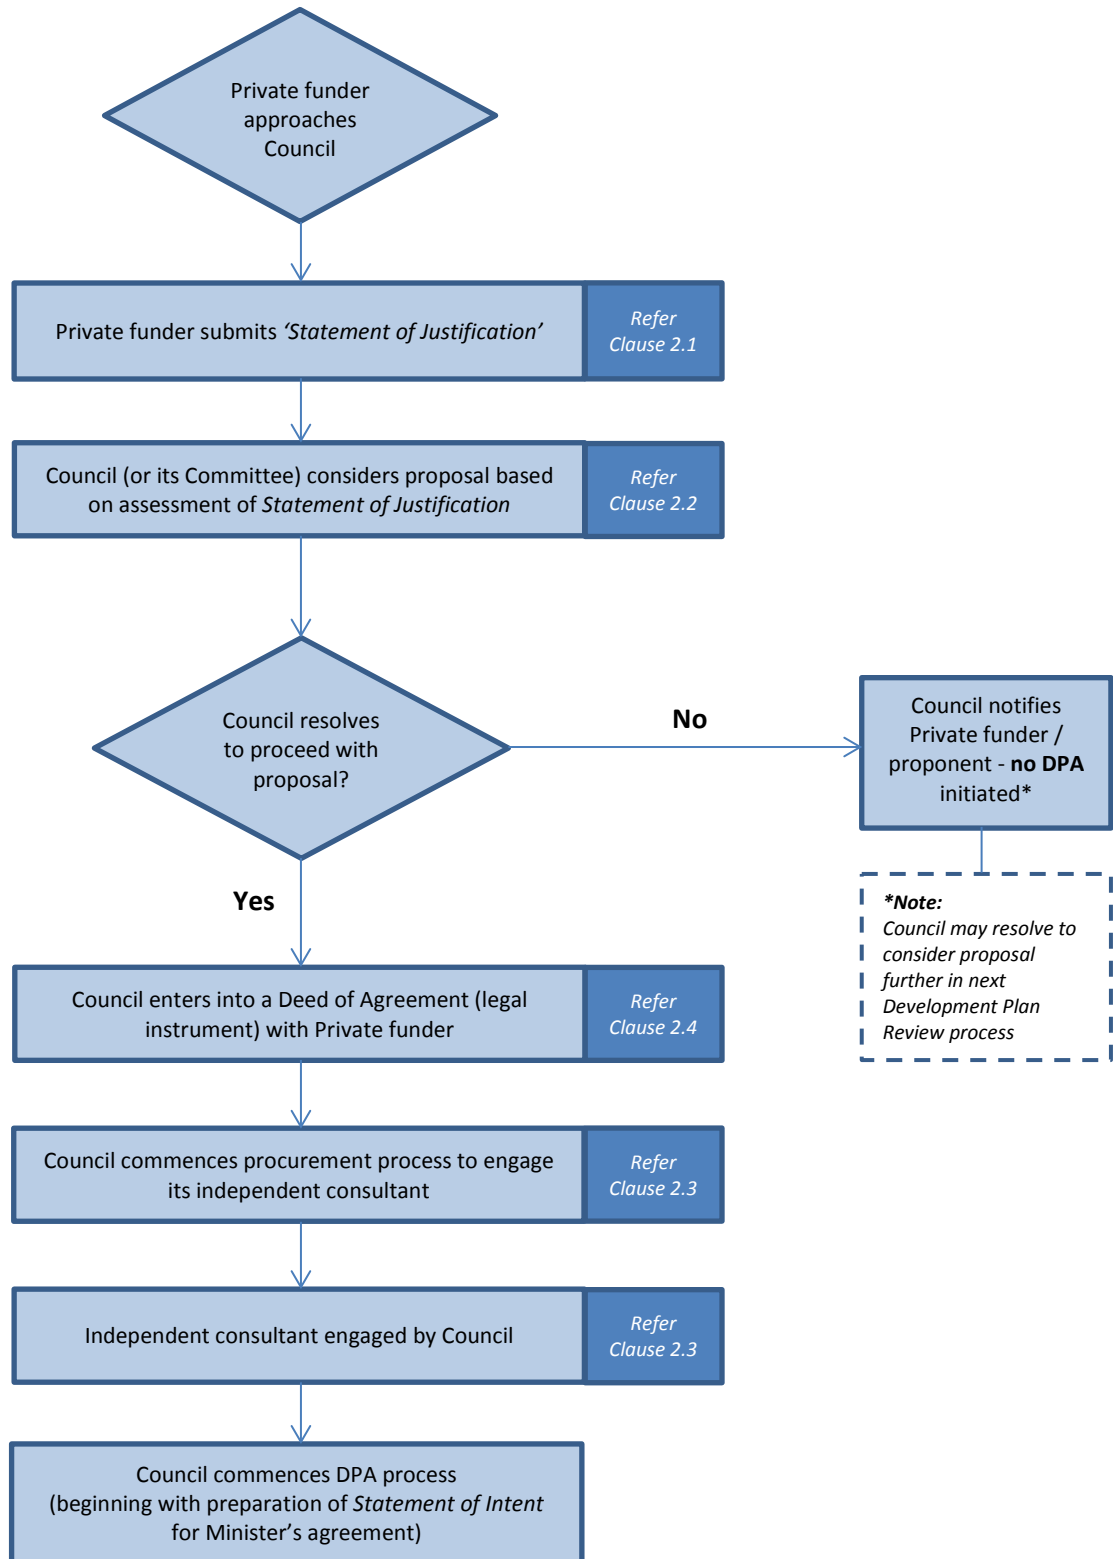 Private funder
approaches
Council
Private funder submits ‘Statement of Justification’
Refer
Clause 2.1
Council (or its Committee) considers proposal based
on assessment of Statement of Justification
Refer
Clause 2.2
Council resolves
to proceed with
proposal?
No
Council notifies
Private funder /
proponent - no DPA
initiated*
Yes
*Note:
Council may resolve to
consider proposal
further in next
Development Plan
Review process
Council enters into a Deed of Agreement (legal
instrument) with Private funder
Refer
Clause 2.4
Council commences procurement process to engage
its independent consultant
Refer
Clause 2.3
Independent consultant engaged by Council
Refer
Clause 2.3
Council commences DPA process
(beginning with preparation of Statement of Intent
for Minister’s agreement)